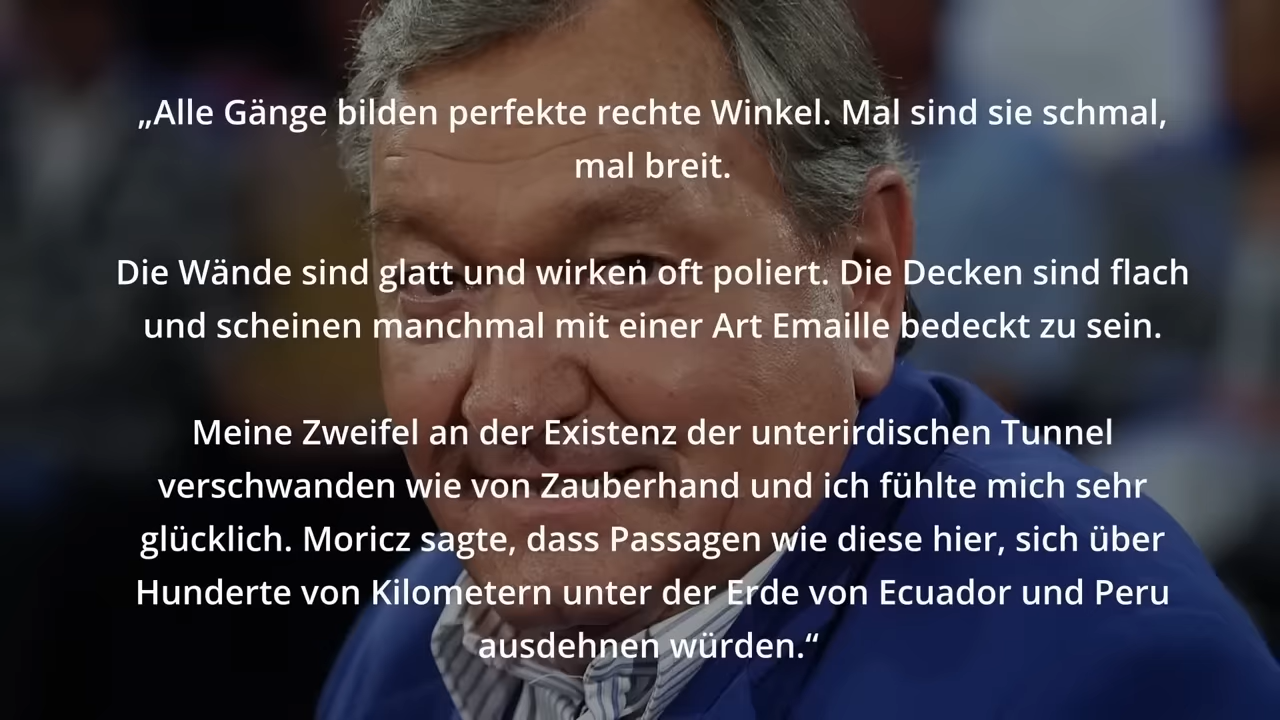 „Alle Gänge bilden perfekte rechte Winkel. Mal sind sie schmal,
mal breit.
Die Wände sind glatt und wirken oft poliert. Die Decken sind flach
und scheinen manchmal mit einer Art Emaille bedeckt zu sein.
Meine Zweifel an der Existenz der unterirdischen Tunnel
verschwanden wie von Zauberhand und ich fühlte mich sehr
glücklich. Moricz sagte, dass Passagen wie diese hier, sich über
Hunderte von Kilometern unter der Erde von Ecuador und Peru
ausdehnen würden.“